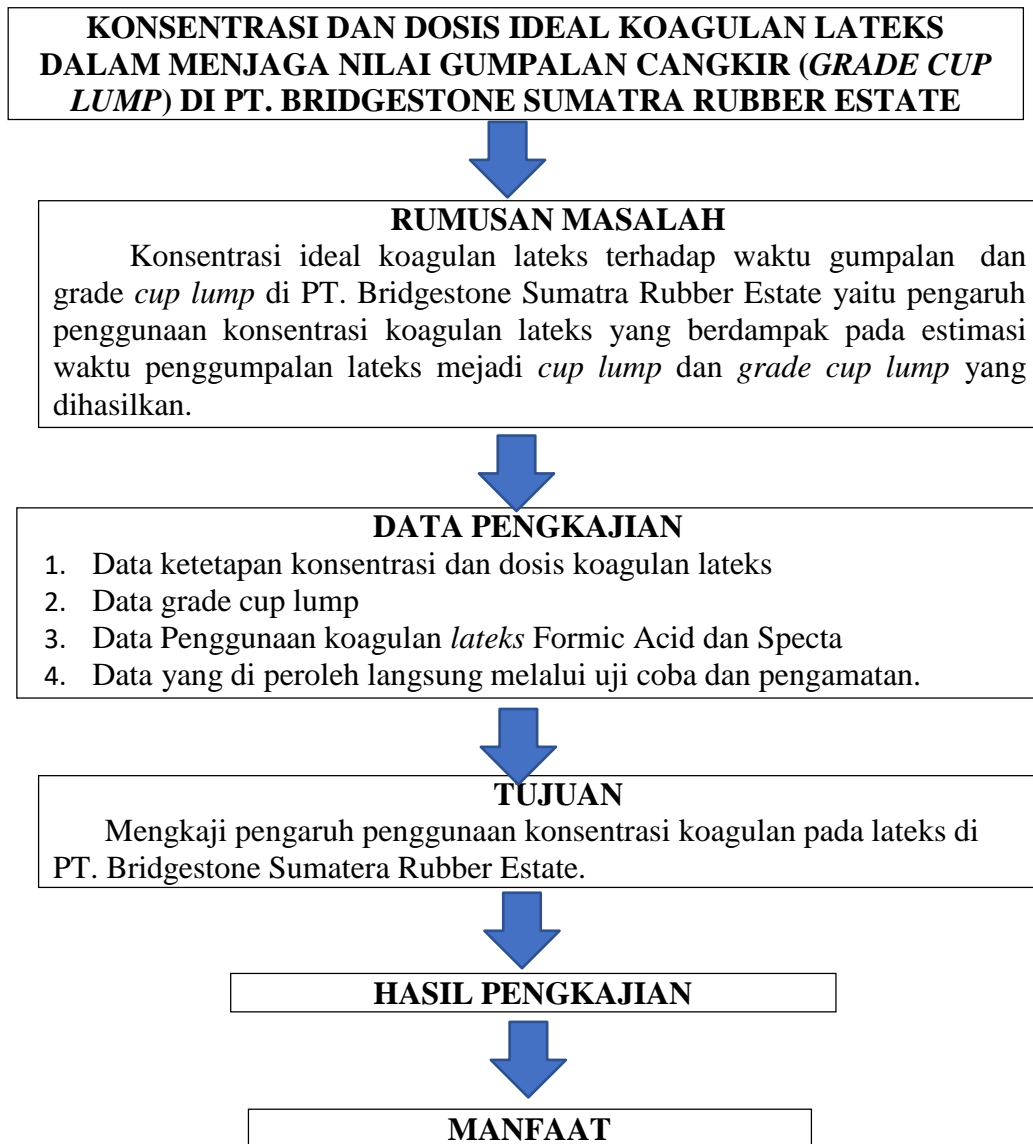 KONSENTRASI DAN DOSIS IDEAL KOAGULAN LATEKS
DALAM MENJAGA NILAI GUMPALAN CANGKIR (GRADE CUP
LUMP) DI PT. BRIDGESTONE SUMATRA RUBBER ESTATE
RUMUSAN MASALAH
Konsentrasi ideal koagulan lateks terhadap waktu gumpalan dan
grade cup lump di PT. Bridgestone Sumatra Rubber Estate yaitu pengaruh
penggunaan konsentrasi koagulan lateks yang berdampak pada estimasi
waktu penggumpalan lateks mejadi cup lump dan grade cup lump yang
dihasilkan.
DATA PENGKAJIAN
1. Data ketetapan konsentrasi dan dosis koagulan lateks
2. Data grade cup lump
3. Data Penggunaan koagulan lateks Formic Acid dan Specta
4. Data yang di peroleh langsung melalui uji coba dan pengamatan.
TUJUAN
Mengkaji pengaruh penggunaan konsentrasi koagulan pada lateks di
PT. Bridgestone Sumatera Rubber Estate.
HASIL PENGKAJIAN
MANFAAT